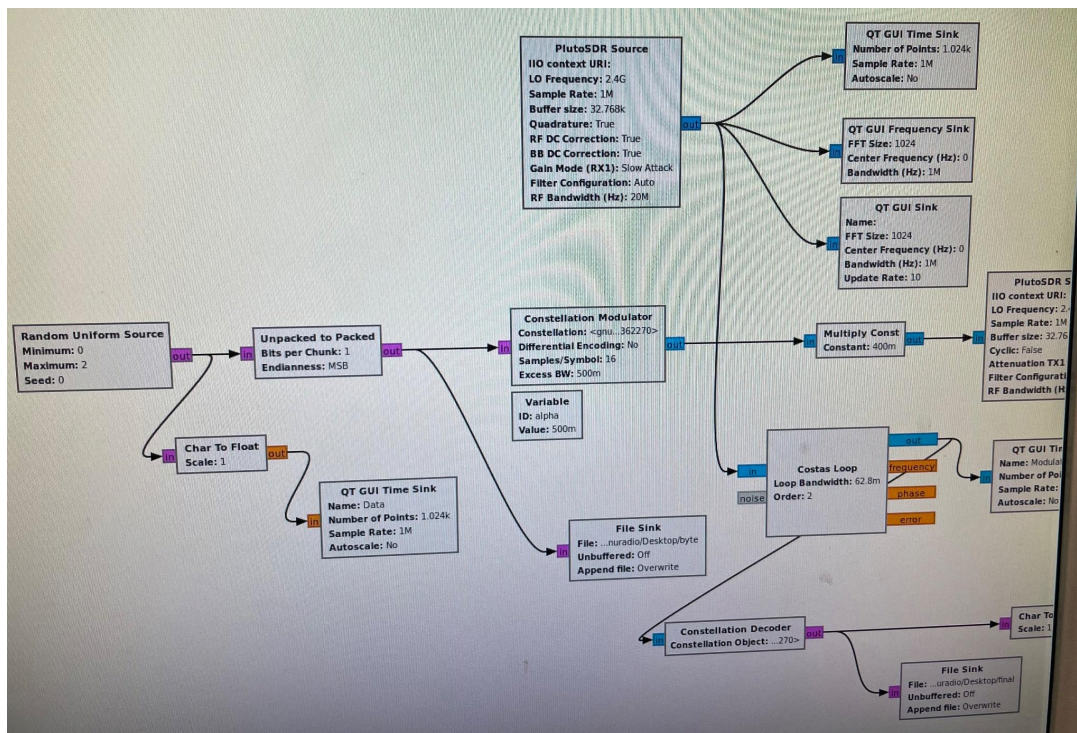 PlutoSDR Source
IIO context URI:
LO Frequency: 2.4G
Sample Rate: 1M
Buffer size: 32.768k
Quadrature: True
RF DC Correction: True
BB DC Correction: True
Gain Mode (RX1): Slow Attack
Filter Configuration: Auto
RF Bandwidth (Hz): 20M
out
in
QT GUI Time Sink
Number of Points: 1.024k
Sample Rate: 1M
Autoscale: No
in
QT GUI Frequency Sink
FFT Size: 1024
Center Frequency (Hz): 0
Bandwidth (Hz): 1M
in
QT GUI Sink
Name:
FFT Size: 1024
Center Frequency (Hz): 0
Bandwidth (Hz): 1M
Update Rate: 10
Random Uniform Source
Minimum: 0
Maximum: 2
Seed: 0
out
in
Unpacked to Packed
Bits per Chunk: 1
Endianness: MSB
out
in
Constellation Modulator
Constellation: <gnu...362270>
Differential Encoding: No
Samples/Symbol: 16
Excess BW: 500m
out
in
Multiply Const
Constant: 400m
out
in
PlutoSDR S
IIO context URI:
LO Frequency: 2.
Sample Rate: 1M
Buffer size: 32.76
Cyclic: False
Attenuation TX1
Filter Configurati
RF Bandwidth (H
Variable
ID: alpha
Value: 500m
in
Char To Float
Scale: 1
out
in
QT GUI Time Sink
Name: Data
Number of Points: 1.024k
Sample Rate: 1M
Autoscale: No
in
noise
Costas Loop
Loop Bandwidth: 62.8m
Order: 2
out
frequency
phase
error
in
QT GUI Tim
Name: Modulat
Number of Poi
Sample Rate:
Autoscale: No
in
File Sink
File: ...nuradio/Desktop/byte
Unbuffered: Off
Append file: Overwrite
in
Constellation Decoder
Constellation Object: ...270>
out
in
Char To
Scale: 1
in
File Sink
File: ...uradio/Desktop/final
Unbuffered: Off
Append file: Overwrite